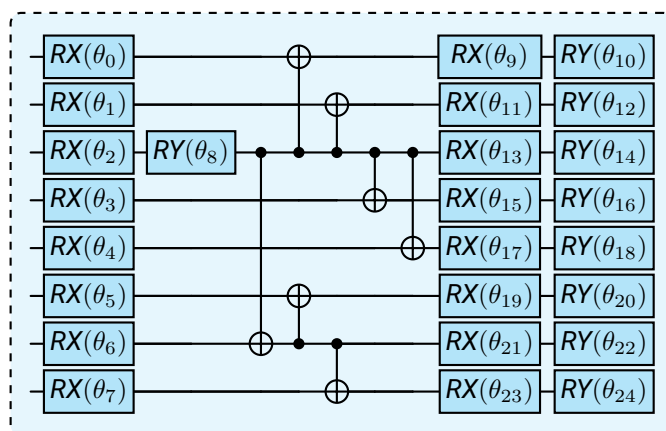 RX(θ₀) RX(θ₉) RY(θ₁₀)
RX(θ₁) RX(θ₁₁) RY(θ₁₂)
RX(θ₂) RY(θ₈) RX(θ₁₃) RY(θ₁₄)
RX(θ₃) RX(θ₁₅) RY(θ₁₆)
RX(θ₄) RX(θ₁₇) RY(θ₁₈)
RX(θ₅) RX(θ₁₉) RY(θ₂₀)
RX(θ₆) RX(θ₂₁) RY(θ₂₂)
RX(θ₇) RX(θ₂₃) RY(θ₂₄)